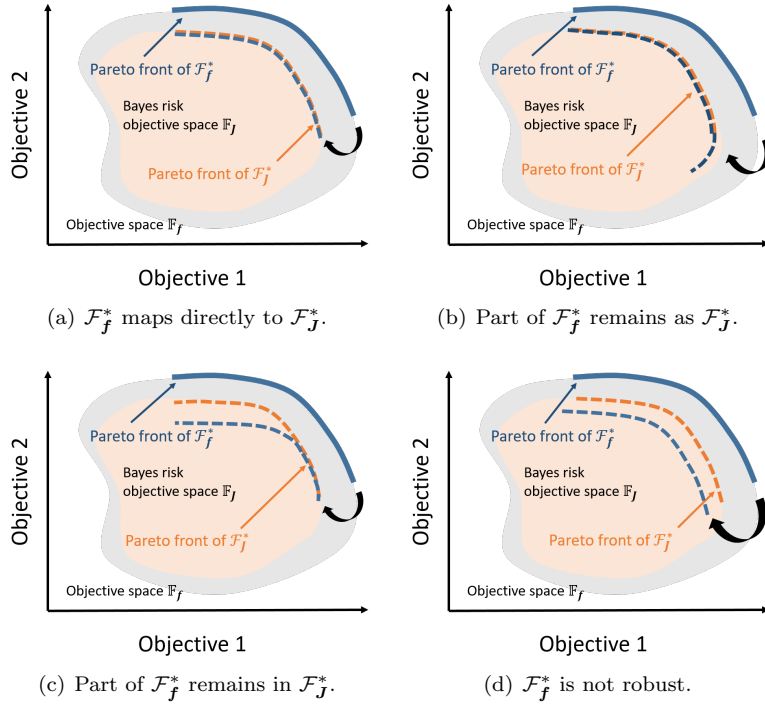 Objective 2
Pareto front of 𝓕*_f
Bayes risk
objective space 𝔽_J
Pareto front of 𝓕*_J
Objective space 𝔽_f
Objective 1
(a) 𝓕*_f maps directly to 𝓕*_J.
Objective 2
Pareto front of 𝓕*_f
Bayes risk
objective space 𝔽_J
Pareto front of 𝓕*_J
Objective space 𝔽_f
Objective 1
(b) Part of 𝓕*_f remains as 𝓕*_J.
Objective 2
Pareto front of 𝓕*_f
Bayes risk
objective space 𝔽_J
Pareto front of 𝓕*_J
Objective space 𝔽_f
Objective 1
(c) Part of 𝓕*_f remains in 𝓕*_J.
Objective 2
Pareto front of 𝓕*_f
Bayes risk
objective space 𝔽_J
Pareto front of 𝓕*_J
Objective space 𝔽_f
Objective 1
(d) 𝓕*_f is not robust.